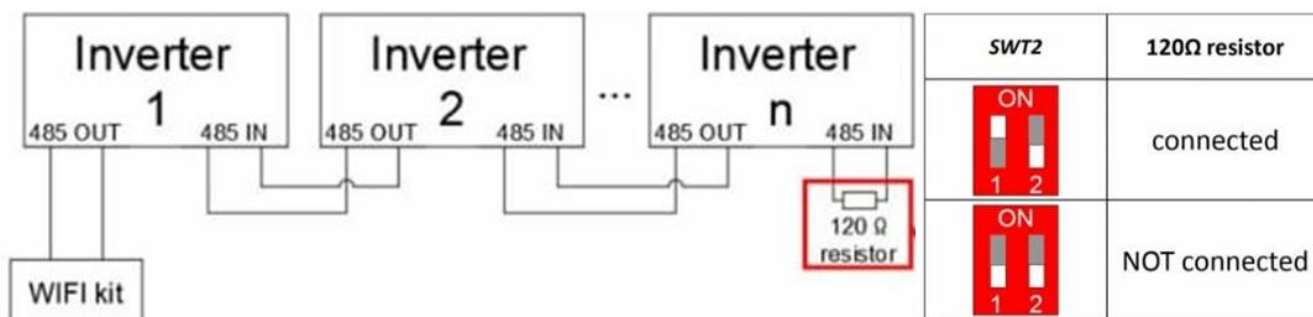 Inverter
1
485 OUT
485 IN
Inverter
2
485 OUT
485 IN
...
Inverter
n
485 OUT
485 IN
120 Ω
resistor
WIFI kit
SWT2
120Ω resistor
ON
1 2
connected
ON
1 2
NOT connected